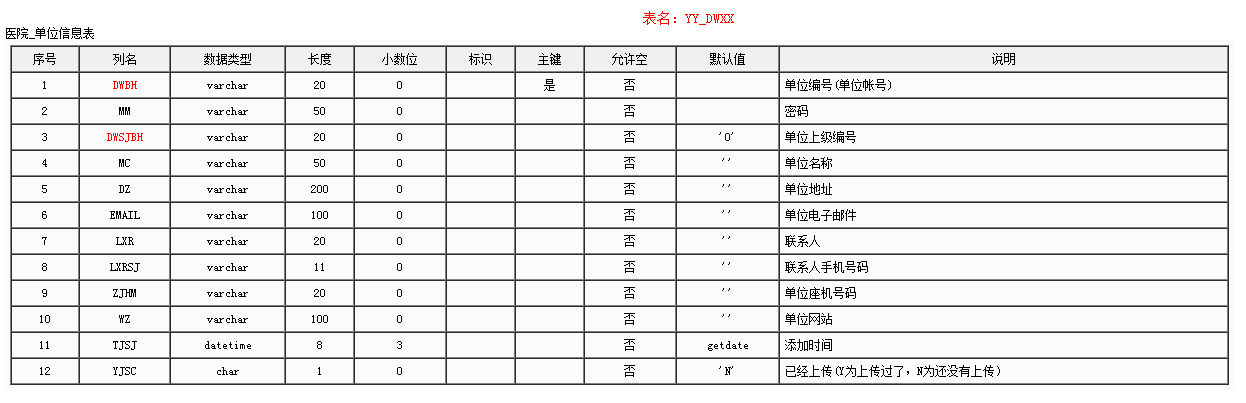 表名：YY_DWXX
医院_单位信息表
序号 列名 数据类型 长度 小数位 标识 主键 允许空 默认值 说明
1 DWBH varchar 20 0 是 否 单位编号(单位帐号)
2 MM varchar 50 0 否 密码
3 DWSJBH varchar 20 0 否 '0' 单位上级编号
4 MC varchar 50 0 否 '' 单位名称
5 DZ varchar 200 0 否 '' 单位地址
6 EMAIL varchar 100 0 否 '' 单位电子邮件
7 LXR varchar 20 0 否 '' 联系人
8 LXRSJ varchar 11 0 否 '' 联系人手机号码
9 ZJHM varchar 20 0 否 '' 单位座机号码
10 WZ varchar 100 0 否 '' 单位网站
11 TJSJ datetime 8 3 否 getdate 添加时间
12 YJSC char 1 0 否 'N' 已经上传(Y为上传过了，N为还没有上传)